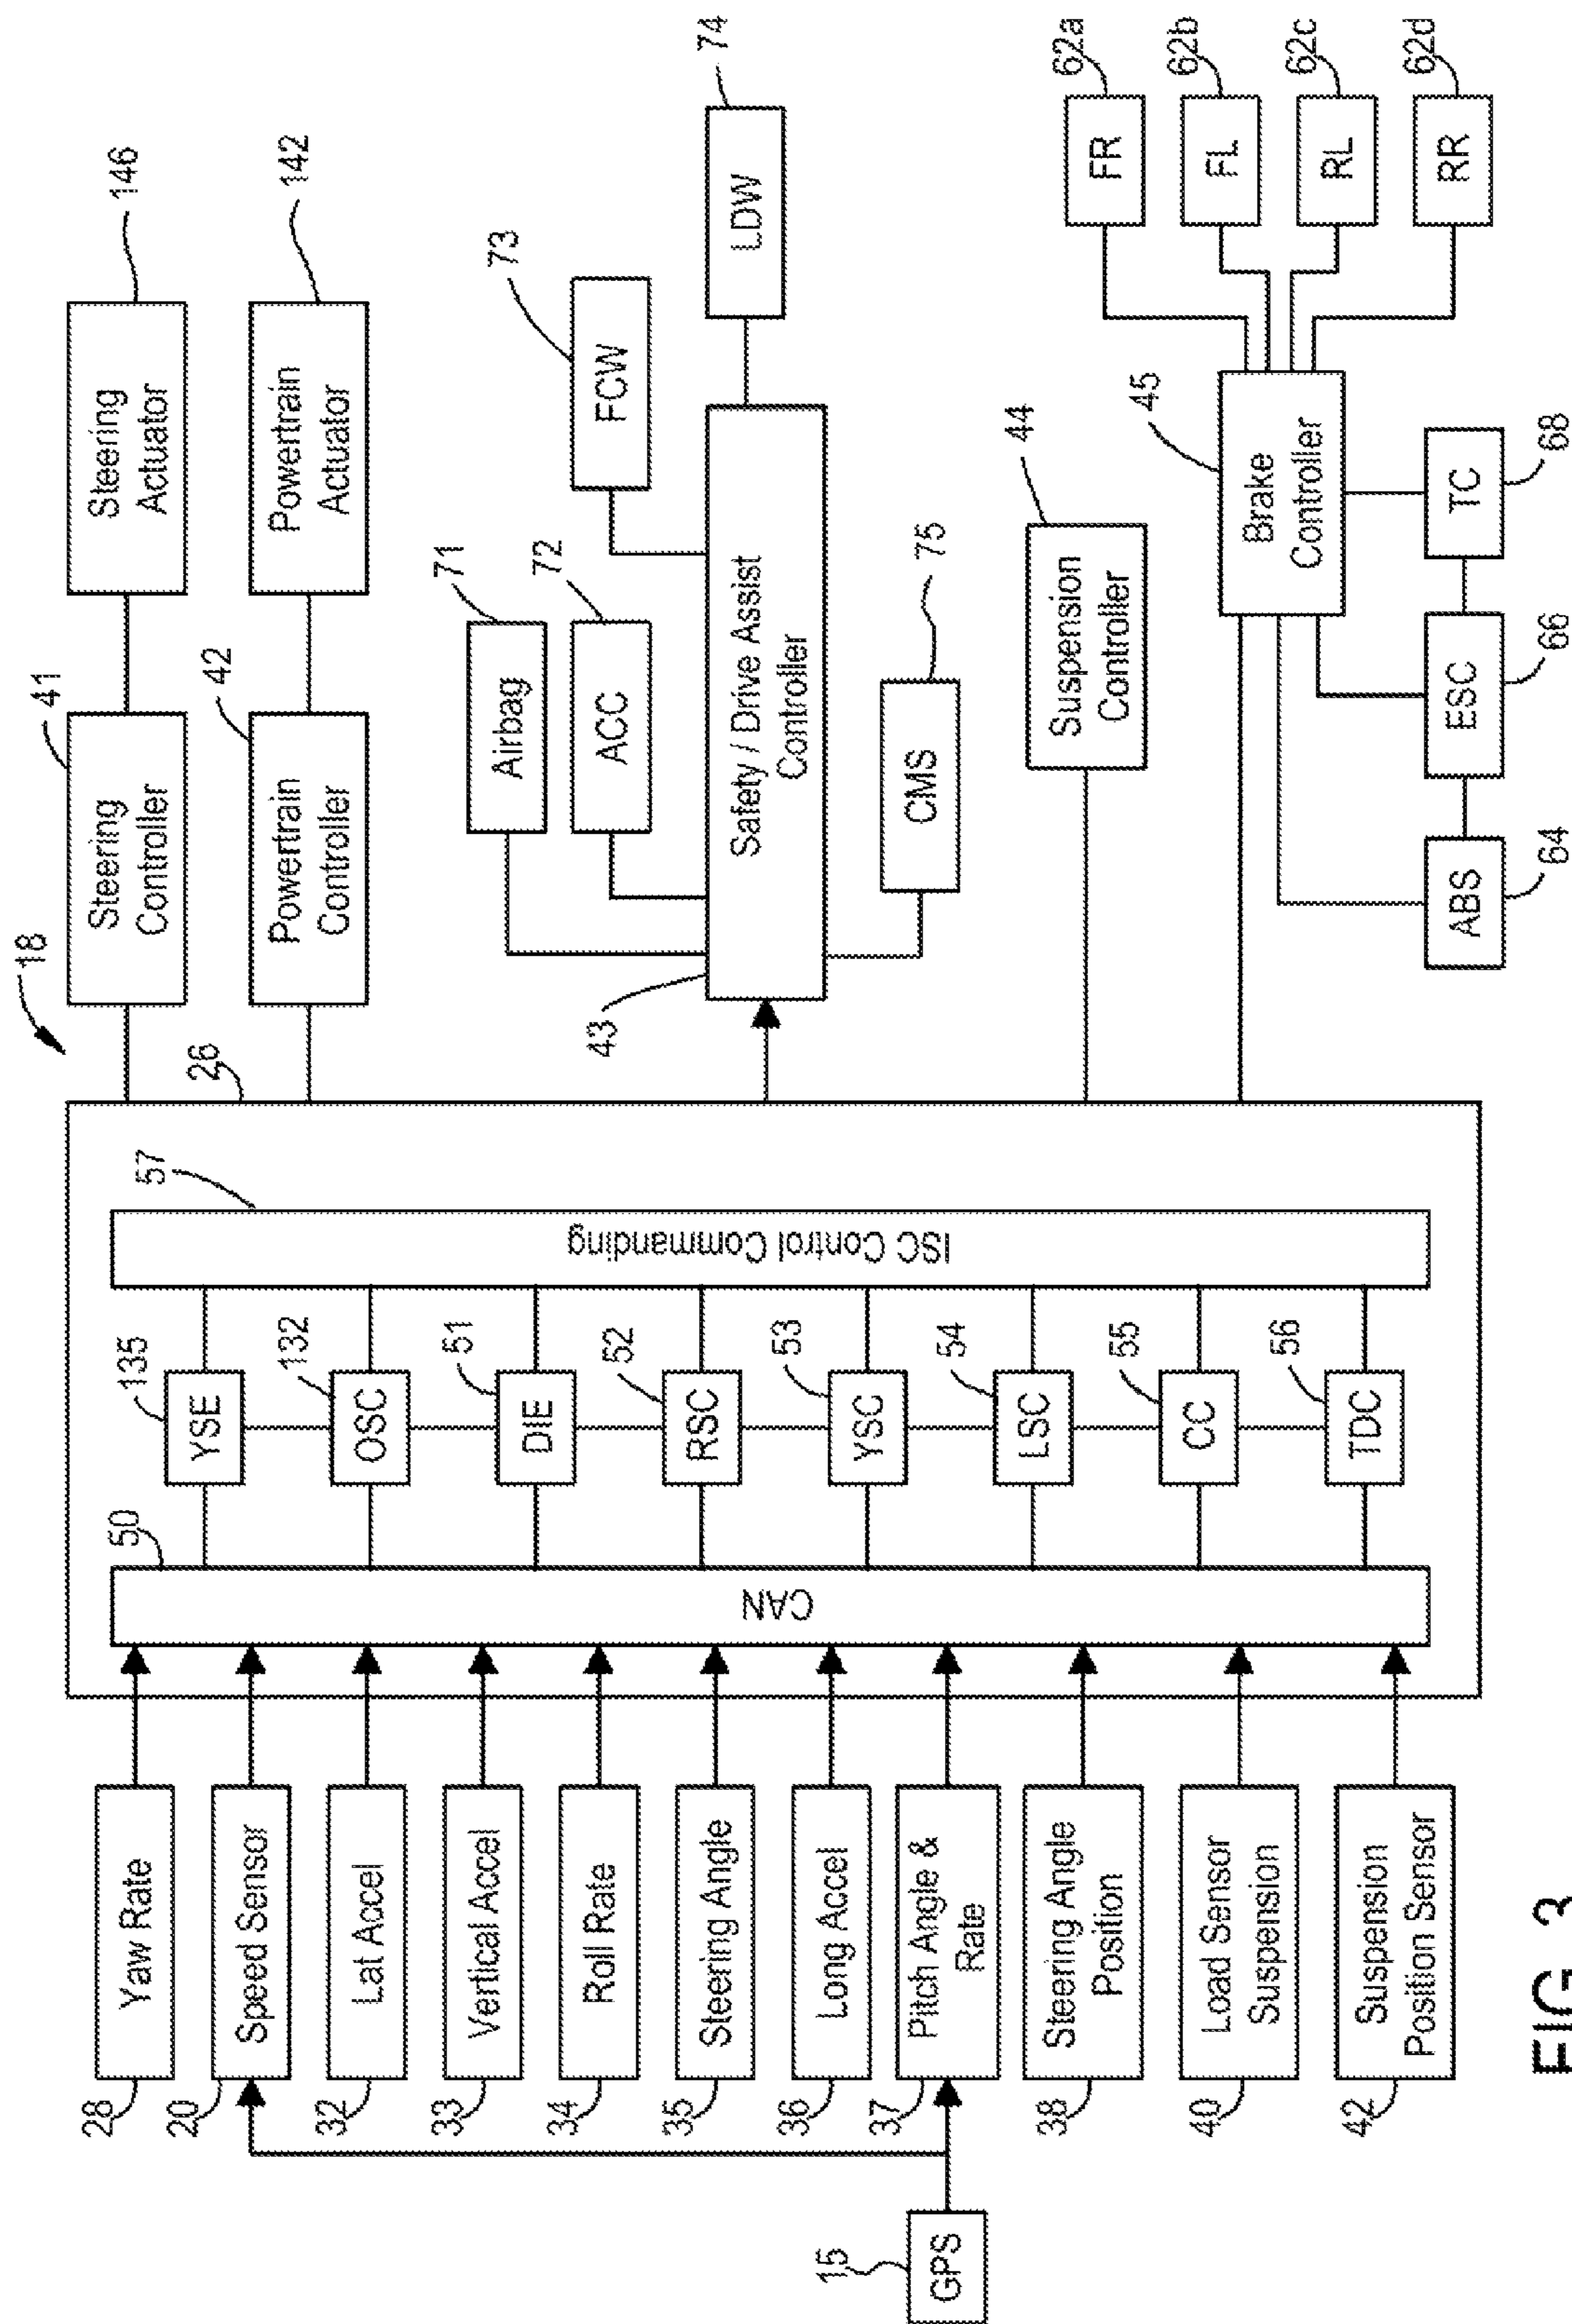 18
28
Yaw Rate
20
Speed Sensor
32
Lat Accel
33
Vertical Accel
34
Roll Rate
35
Steering Angle
36
Long Accel
37
Pitch Angle &
Rate
38
Steering Angle
Position
40
Load Sensor
Suspension
42
Suspension
Position Sensor
15
GPS
26
50
CAN
135
YSE
132
OSC
51
DIE
52
RSC
53
YSC
54
LSC
55
CC
56
TDC
57
ISC Control Commanding
41
Steering
Controller
146
Steering
Actuator
42
Powertrain
Controller
142
Powertrain
Actuator
71
Airbag
72
ACC
73
FCW
74
LDW
43
Safety / Drive Assist
Controller
75
CMS
44
Suspension
Controller
45
Brake
Controller
62a
FR
62b
FL
62c
RL
62d
RR
ABS
64
ESC
66
TC
68
FIG. 3